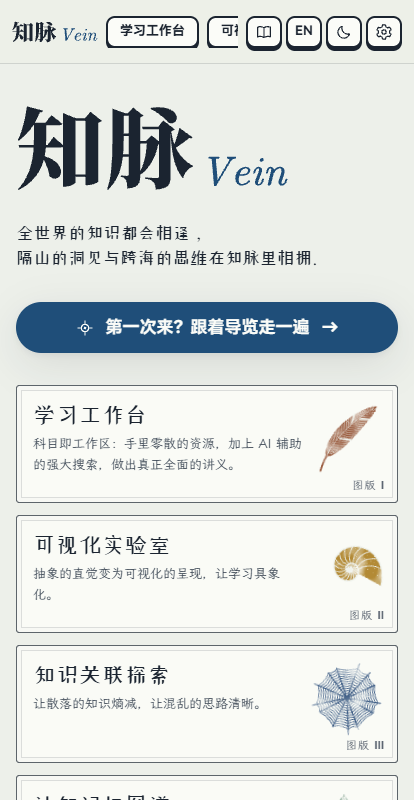 知脉 Vein
学习工作台
EN
知脉 Vein
全世界的知识都会相逢，
隔山的洞见与跨海的思维在知脉里相拥。
第一次来？跟着导览走一遍 →
学习工作台
科目即工作区：手里零散的资源，加上 AI 辅助
的强大搜索，做出真正全面的讲义。
图版 I
可视化实验室
抽象的直觉变为可视化的呈现，让学习具象
化。
图版 II
知识关联探索
让散落的知识熵减，让混乱的思路清晰。
图版 III